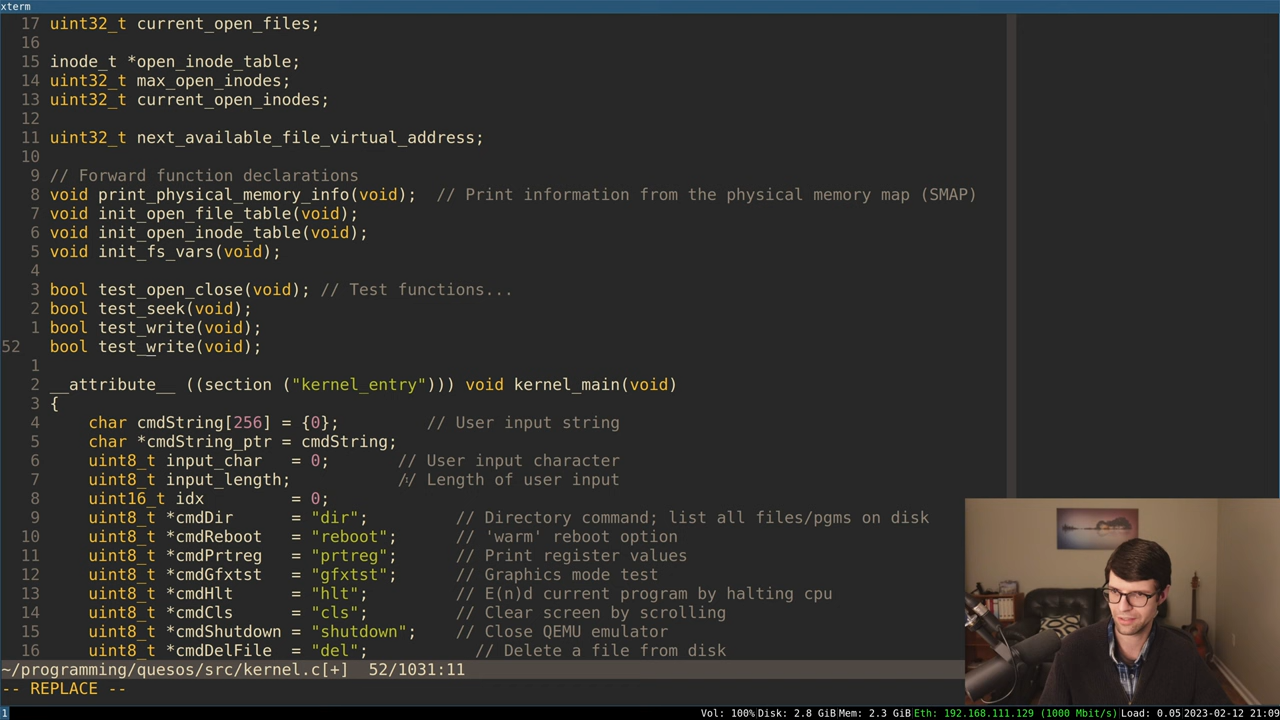 xterm
17 uint32_t current_open_files;
16
15 inode_t *open_inode_table;
14 uint32_t max_open_inodes;
13 uint32_t current_open_inodes;
12
11 uint32_t next_available_file_virtual_address;
10
9 // Forward function declarations
8 void print_physical_memory_info(void);  // Print information from the physical memory map (SMAP)
7 void init_open_file_table(void);
6 void init_open_inode_table(void);
5 void init_fs_vars(void);
4
3 bool test_open_close(void); // Test functions...
2 bool test_seek(void);
1 bool test_write(void);
52 bool test_write(void);
1
2 __attribute__ ((section ("kernel_entry"))) void kernel_main(void)
3 {
4     char cmdString[256] = {0};         // User input string
5     char *cmdString_ptr = cmdString;
6     uint8_t input_char   = 0;       // User input character
7     uint8_t input_length;           // Length of user input
8     uint16_t idx         = 0;
9     uint8_t *cmdDir      = "dir";         // Directory command; list all files/pgms on disk
10     uint8_t *cmdReboot   = "reboot";      // 'warm' reboot option
11     uint8_t *cmdPrtreg   = "prtreg";      // Print register values
12     uint8_t *cmdGfxtst   = "gfxtst";      // Graphics mode test
13     uint8_t *cmdHlt      = "hlt";         // E(n)d current program by halting cpu
14     uint8_t *cmdCls      = "cls";         // Clear screen by scrolling
15     uint8_t *cmdShutdown = "shutdown";    // Close QEMU emulator
16     uint8_t *cmdDelFile  = "del";           // Delete a file from disk
~/programming/quesos/src/kernel.c[+]  52/1031:11
-- REPLACE --
1 Vol: 100% Disk: 2.8 GiB Mem: 2.3 GiB Eth: 192.168.111.129 (1000 Mbit/s) Load: 0.05 2023-02-12 21:09